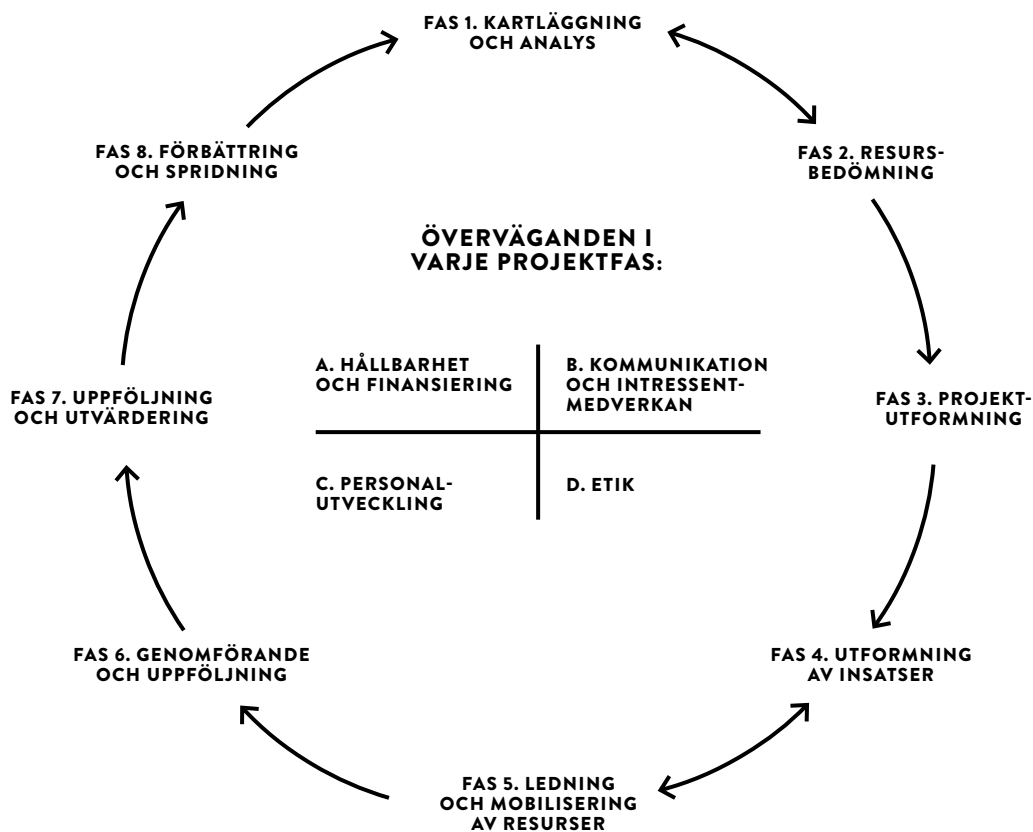 FAS 1. KARTLÄGGNING
OCH ANALYS
FAS 2. RESURS-
BEDÖMNING
FAS 3. PROJEKT-
UTFORMNING
FAS 4. UTFORMNING
AV INSATSER
FAS 5. LEDNING
OCH MOBILISERING
AV RESURSER
FAS 6. GENOMFÖRANDE
OCH UPPFÖLJNING
FAS 7. UPPFÖLJNING
OCH UTVÄRDERING
FAS 8. FÖRBÄTTRING
OCH SPRIDNING
ÖVERVÄGANDEN I
VARJE PROJEKTFAS:
A. HÅLLBARHET
OCH FINANSIERING
B. KOMMUNIKATION
OCH INTRESSENT-
MEDVERKAN
C. PERSONAL-
UTVECKLING
D. ETIK